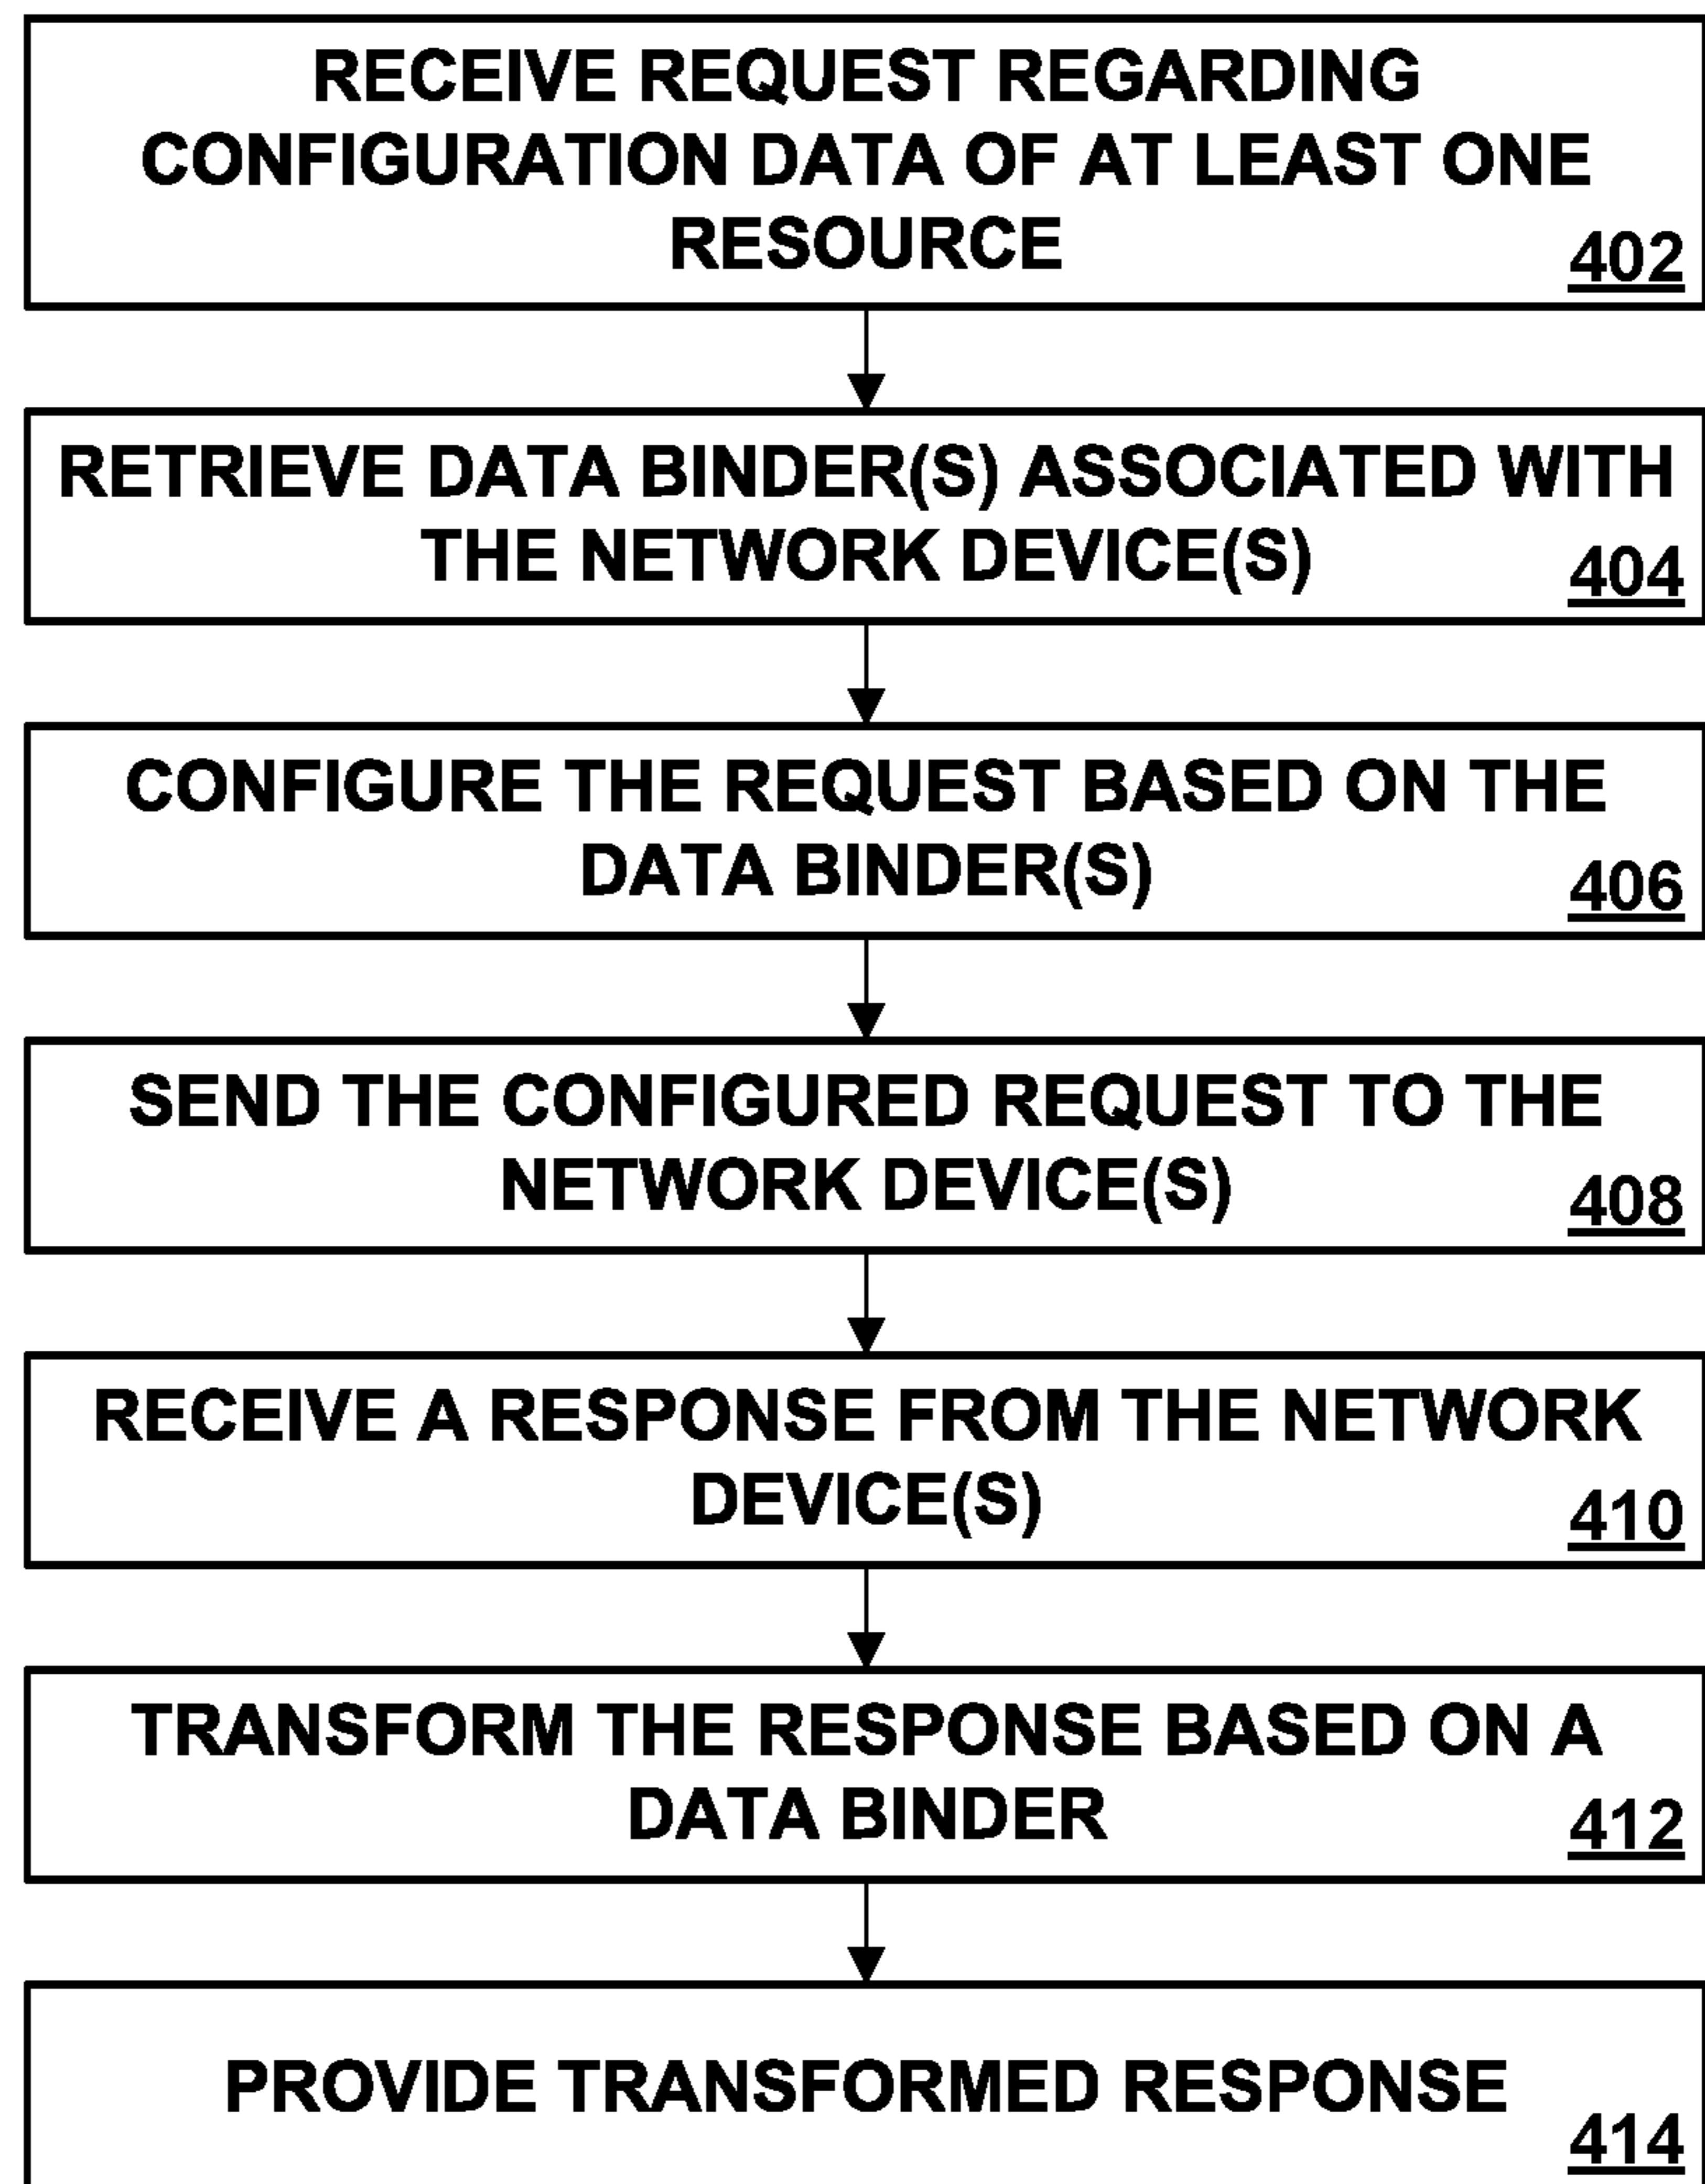 RECEIVE REQUEST REGARDING
CONFIGURATION DATA OF AT LEAST ONE
RESOURCE
402
RETRIEVE DATA BINDER(S) ASSOCIATED WITH
THE NETWORK DEVICE(S)
404
CONFIGURE THE REQUEST BASED ON THE
DATA BINDER(S)
406
SEND THE CONFIGURED REQUEST TO THE
NETWORK DEVICE(S)
408
RECEIVE A RESPONSE FROM THE NETWORK
DEVICE(S)
410
TRANSFORM THE RESPONSE BASED ON A
DATA BINDER
412
PROVIDE TRANSFORMED RESPONSE
414